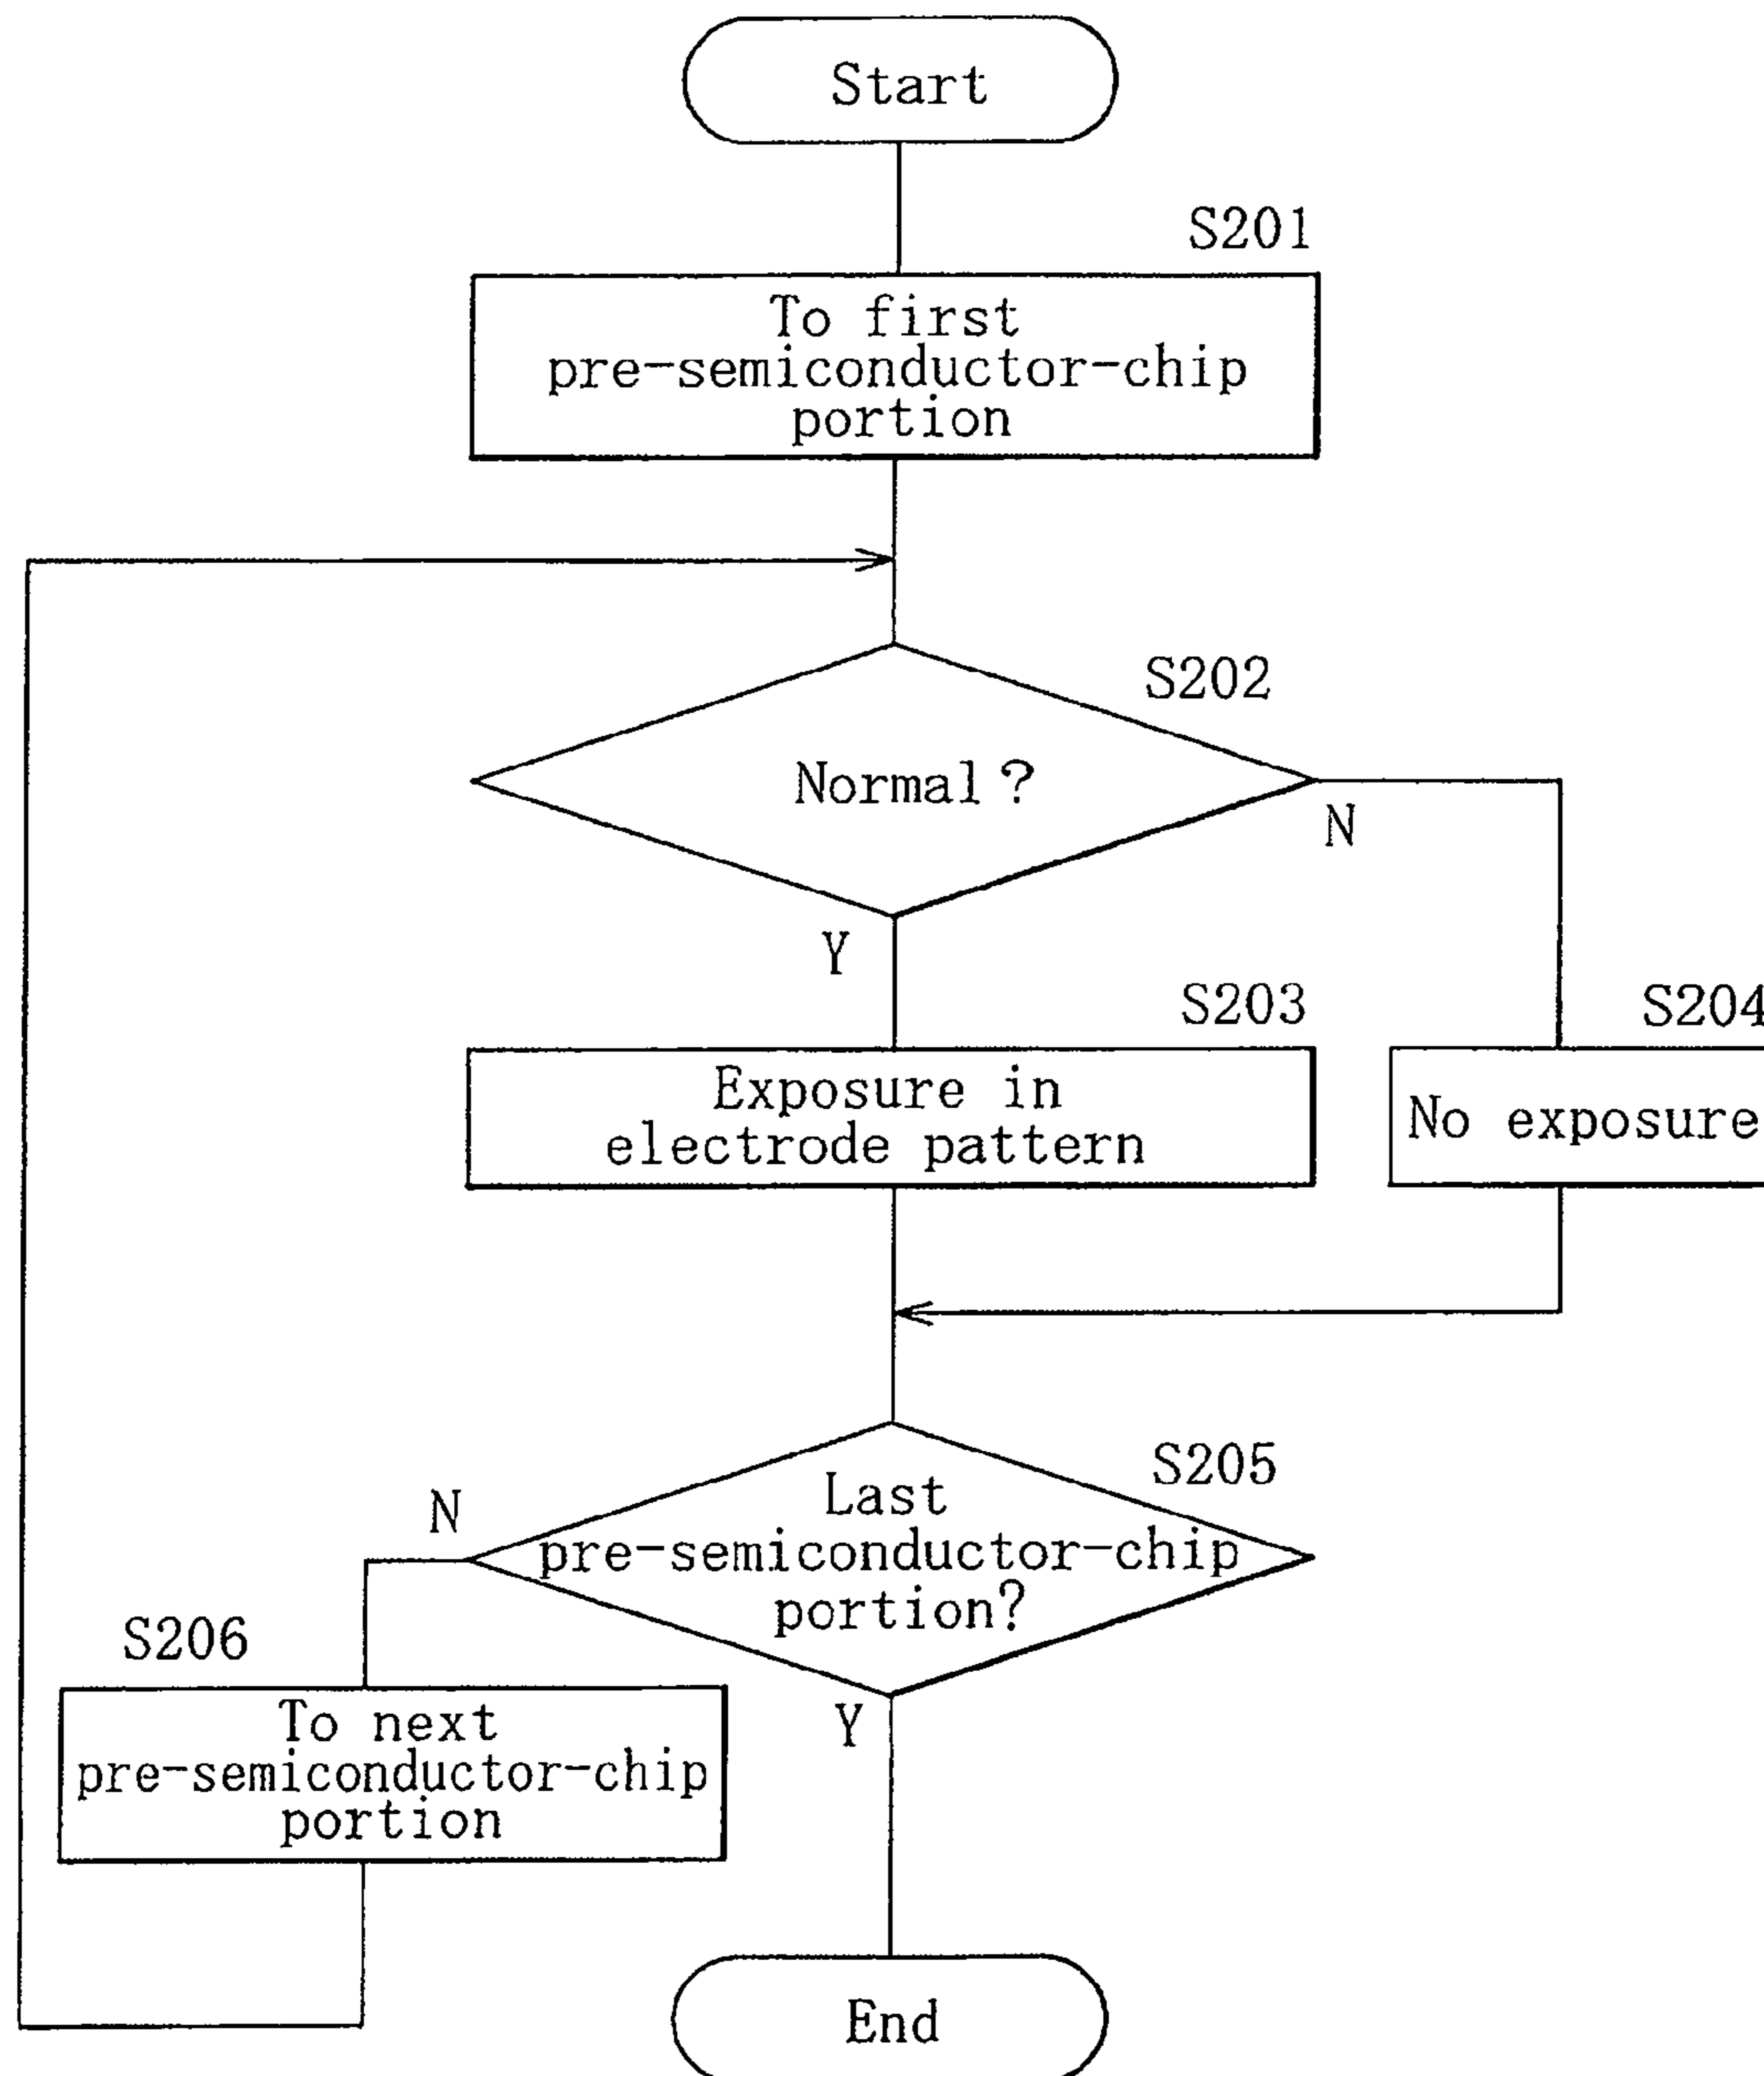 Start
S201
To first
pre-semiconductor-chip
portion
S202
Normal?
N
Y
S203
S204
Exposure in
electrode pattern
No exposure
S205
N
Last
pre-semiconductor-chip
portion?
S206
Y
To next
pre-semiconductor-chip
portion
End